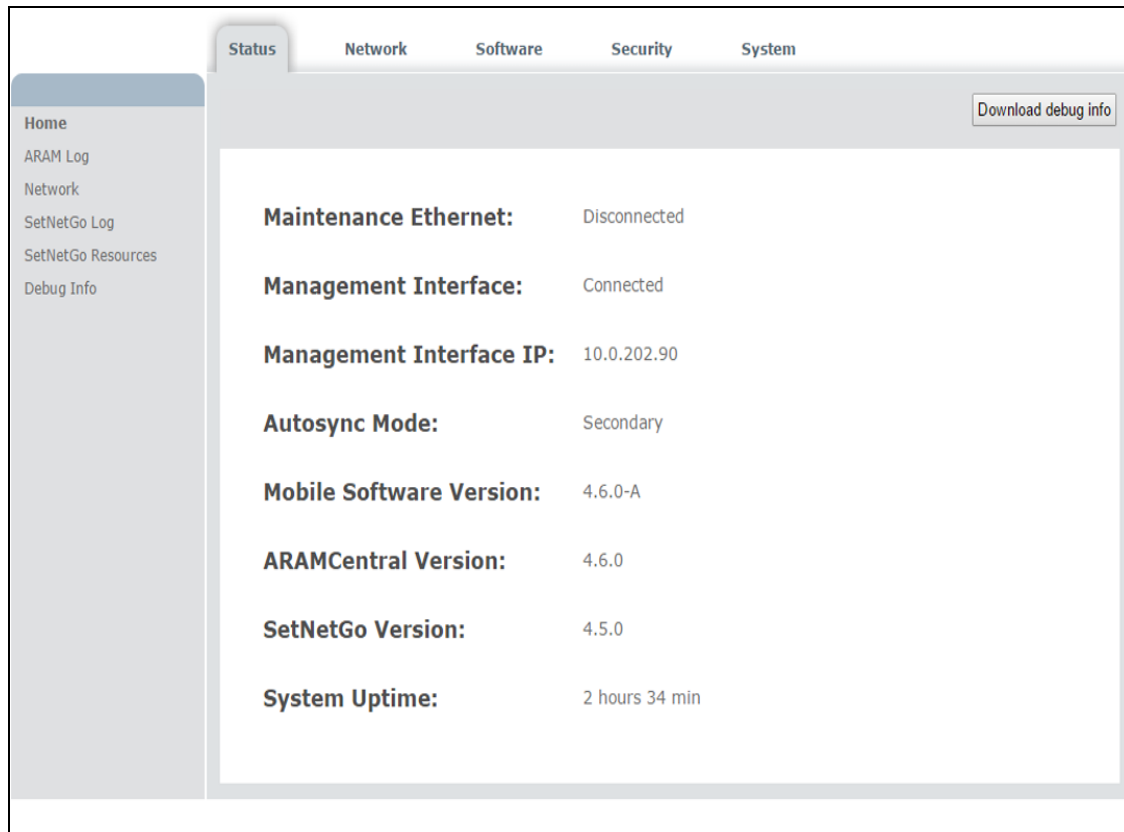 Status Network Software Security System
Download debug info
Home
ARAM Log
Network
SetNetGo Log
SetNetGo Resources
Debug Info
Maintenance Ethernet: Disconnected
Management Interface: Connected
Management Interface IP: 10.0.202.90
Autosync Mode: Secondary
Mobile Software Version: 4.6.0-A
ARAMCentral Version: 4.6.0
SetNetGo Version: 4.5.0
System Uptime: 2 hours 34 min